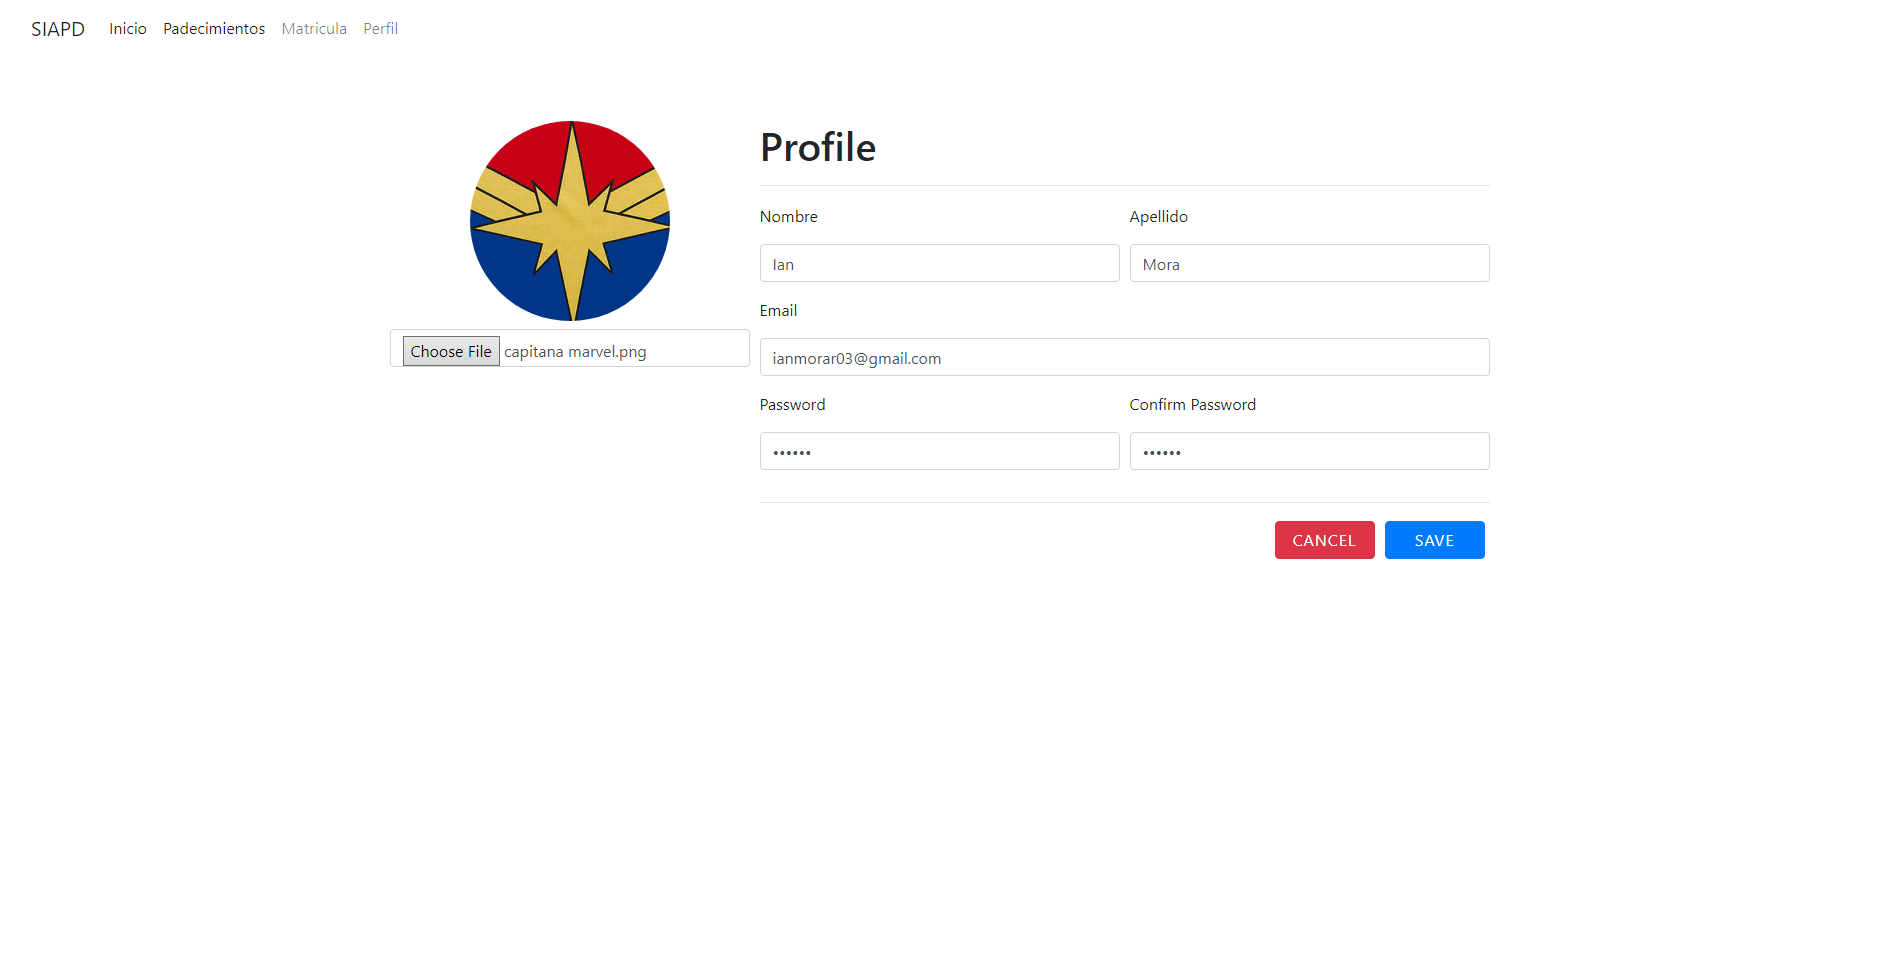 SIAPD Inicio Padecimientos Matricula Perfil
Profile
Nombre Apellido
Ian Mora
Email
Choose File capitana marvel.png
ianmorar03@gmail.com
Password Confirm Password
•••••• ••••••
CANCEL SAVE